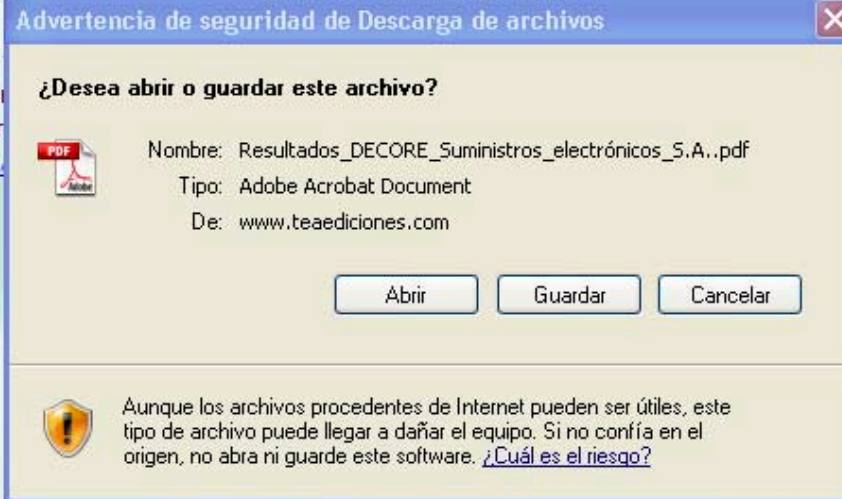 Advertencia de seguridad de Descarga de archivos
¿Desea abrir o guardar este archivo?
PDF
Adobe
Nombre: Resultados_DECORE_Suministros_electrónicos_S.A..pdf
Tipo: Adobe Acrobat Document
De: www.teaediciones.com
Abrir Guardar Cancelar
Aunque los archivos procedentes de Internet pueden ser útiles, este
tipo de archivo puede llegar a dañar el equipo. Si no confía en el
origen, no abra ni guarde este software. ¿Cuál es el riesgo?